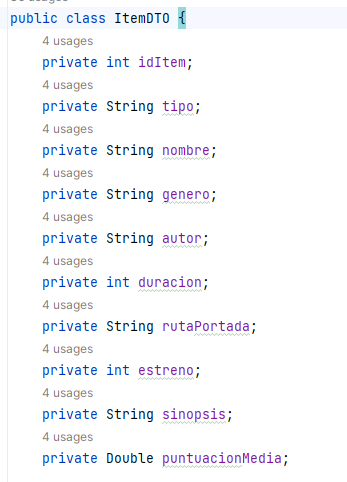 public class ItemDTO {
4 usages
private int idItem;
4 usages
private String tipo;
4 usages
private String nombre;
4 usages
private String genero;
4 usages
private String autor;
4 usages
private int duracion;
4 usages
private String rutaPortada;
4 usages
private int estreno;
4 usages
private String sinopsis;
4 usages
private Double puntuacionMedia;